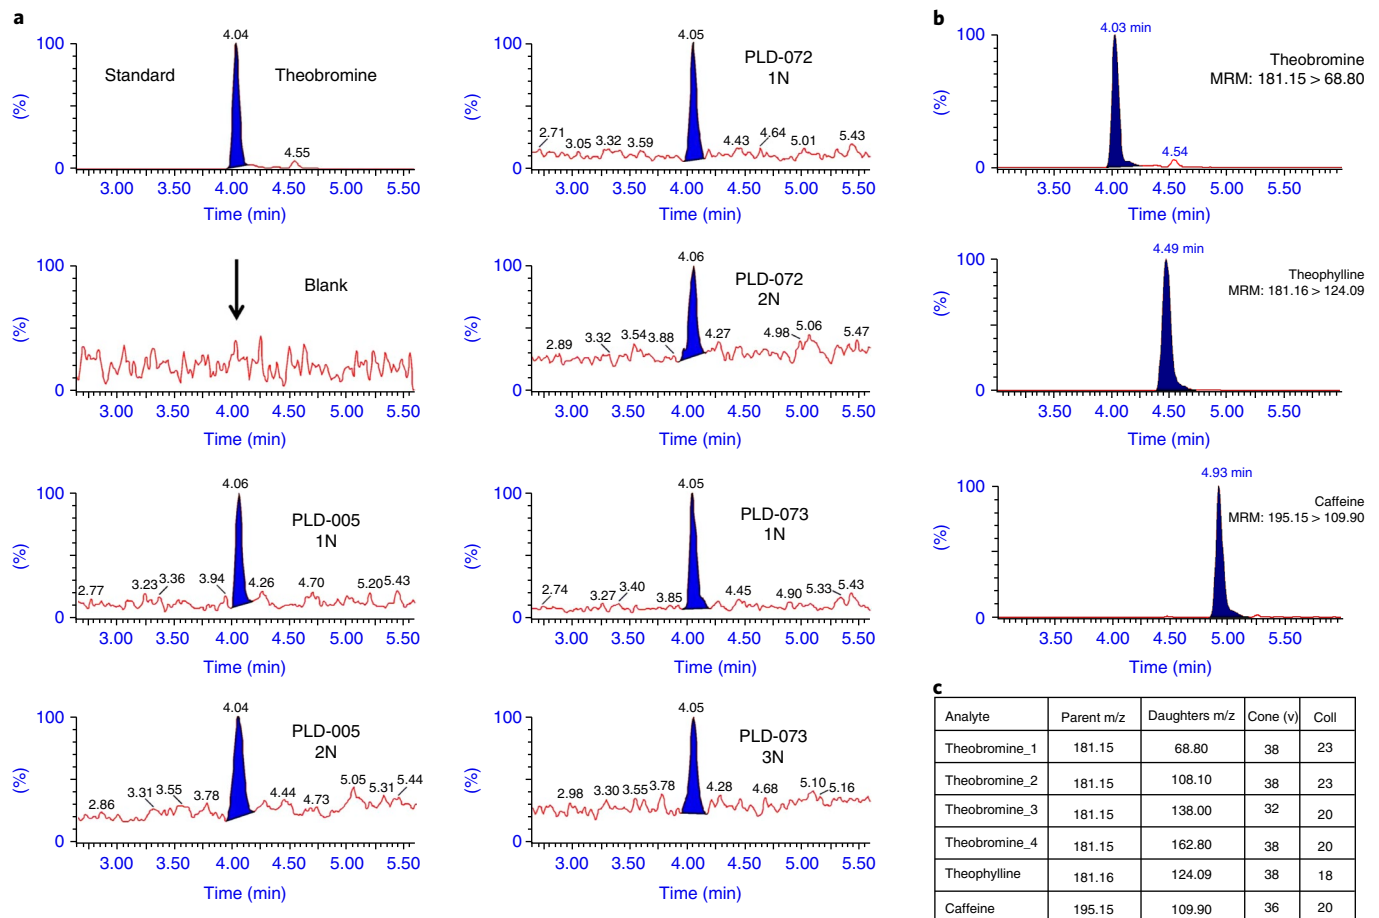 a
4.04
100
Standard
Theobromine
(%)
4.55
0
3.00 3.50 4.00 4.50 5.00 5.50
Time (min)
100
Blank
(%)
0
3.00 3.50 4.00 4.50 5.00 5.50
Time (min)
4.06
100
PLD-005
1N
(%)
2.77 3.23 3.36 3.94 4.26 4.70 5.20 5.43
0
3.00 3.50 4.00 4.50 5.00 5.50
Time (min)
4.04
100
PLD-005
2N
(%)
2.86 3.31 3.55 3.78 4.44 4.73 5.05 5.31 5.44
0
3.00 3.50 4.00 4.50 5.00 5.50
Time (min)
4.05
100
PLD-072
1N
(%)
2.71 3.05 3.32 3.59 4.43 4.64 5.01 5.43
0
3.00 3.50 4.00 4.50 5.00 5.50
Time (min)
4.06
100
PLD-072
2N
(%)
2.89 3.32 3.54 3.88 4.27 4.98 5.06 5.47
0
3.00 3.50 4.00 4.50 5.00 5.50
Time (min)
4.05
100
PLD-073
1N
(%)
2.74 3.27 3.40 3.85 4.45 4.90 5.33 5.43
0
3.00 3.50 4.00 4.50 5.00 5.50
Time (min)
4.05
100
PLD-073
3N
(%)
2.98 3.30 3.55 3.78 4.28 4.68 5.10 5.16
0
3.00 3.50 4.00 4.50 5.00 5.50
Time (min)
b
4.03 min
100
Theobromine
MRM: 181.15 > 68.80
(%)
4.54
0
3.50 4.00 4.50 5.00 5.50
Time (min)
4.49 min
100
Theophylline
MRM: 181.16 > 124.09
(%)
0
3.50 4.00 4.50 5.00 5.50
Time (min)
4.93 min
100
Caffeine
MRM: 195.15 > 109.90
(%)
0
3.50 4.00 4.50 5.00 5.50
Time (min)
c
Analyte Parent m/z Daughters m/z Cone (v) Coll
Theobromine_1 181.15 68.80 38 23
Theobromine_2 181.15 108.10 38 23
Theobromine_3 181.15 138.00 32 20
Theobromine_4 181.15 162.80 38 20
Theophylline 181.16 124.09 38 18
Caffeine 195.15 109.90 36 20